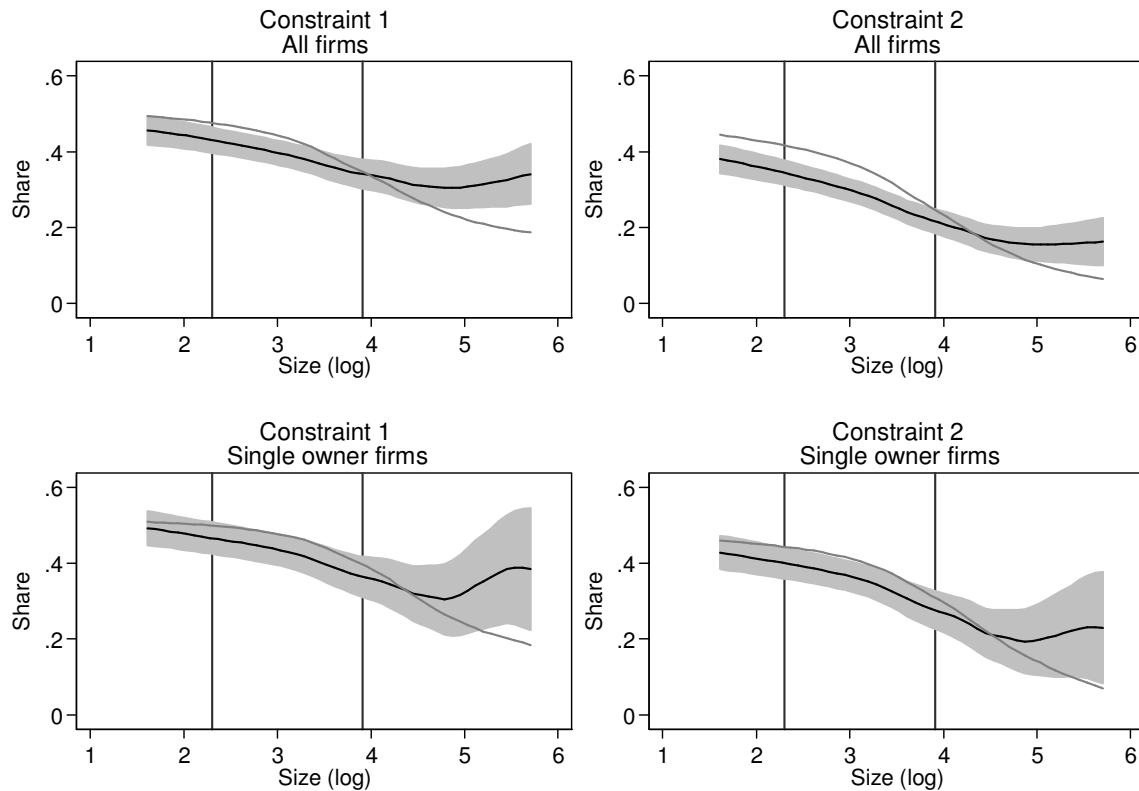 Constraint 1
All firms
Share
.6
.4
.2
0
1 2 3 4 5 6
Size (log)
Constraint 2
All firms
Share
.6
.4
.2
0
1 2 3 4 5 6
Size (log)
Constraint 1
Single owner firms
Share
.6
.4
.2
0
1 2 3 4 5 6
Size (log)
Constraint 2
Single owner firms
Share
.6
.4
.2
0
1 2 3 4 5 6
Size (log)